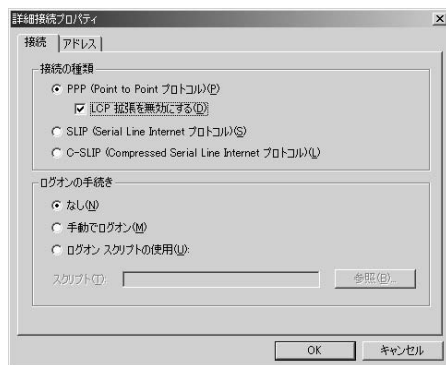 詳細接続プロパティ
接続 アドレス
接続の種類
PPP (Point to Point プロトコル)(P)
LCP 拡張を無効にする(D)
SLIP (Serial Line Internet プロトコル)(S)
C-SLIP (Compressed Serial Line Internet プロトコル)(L)
ログオンの手続き
なし(N)
手動でログオン(M)
ログオン スクリプトの使用(U):
スクリプト(T): 参照(B)...
OK キャンセル